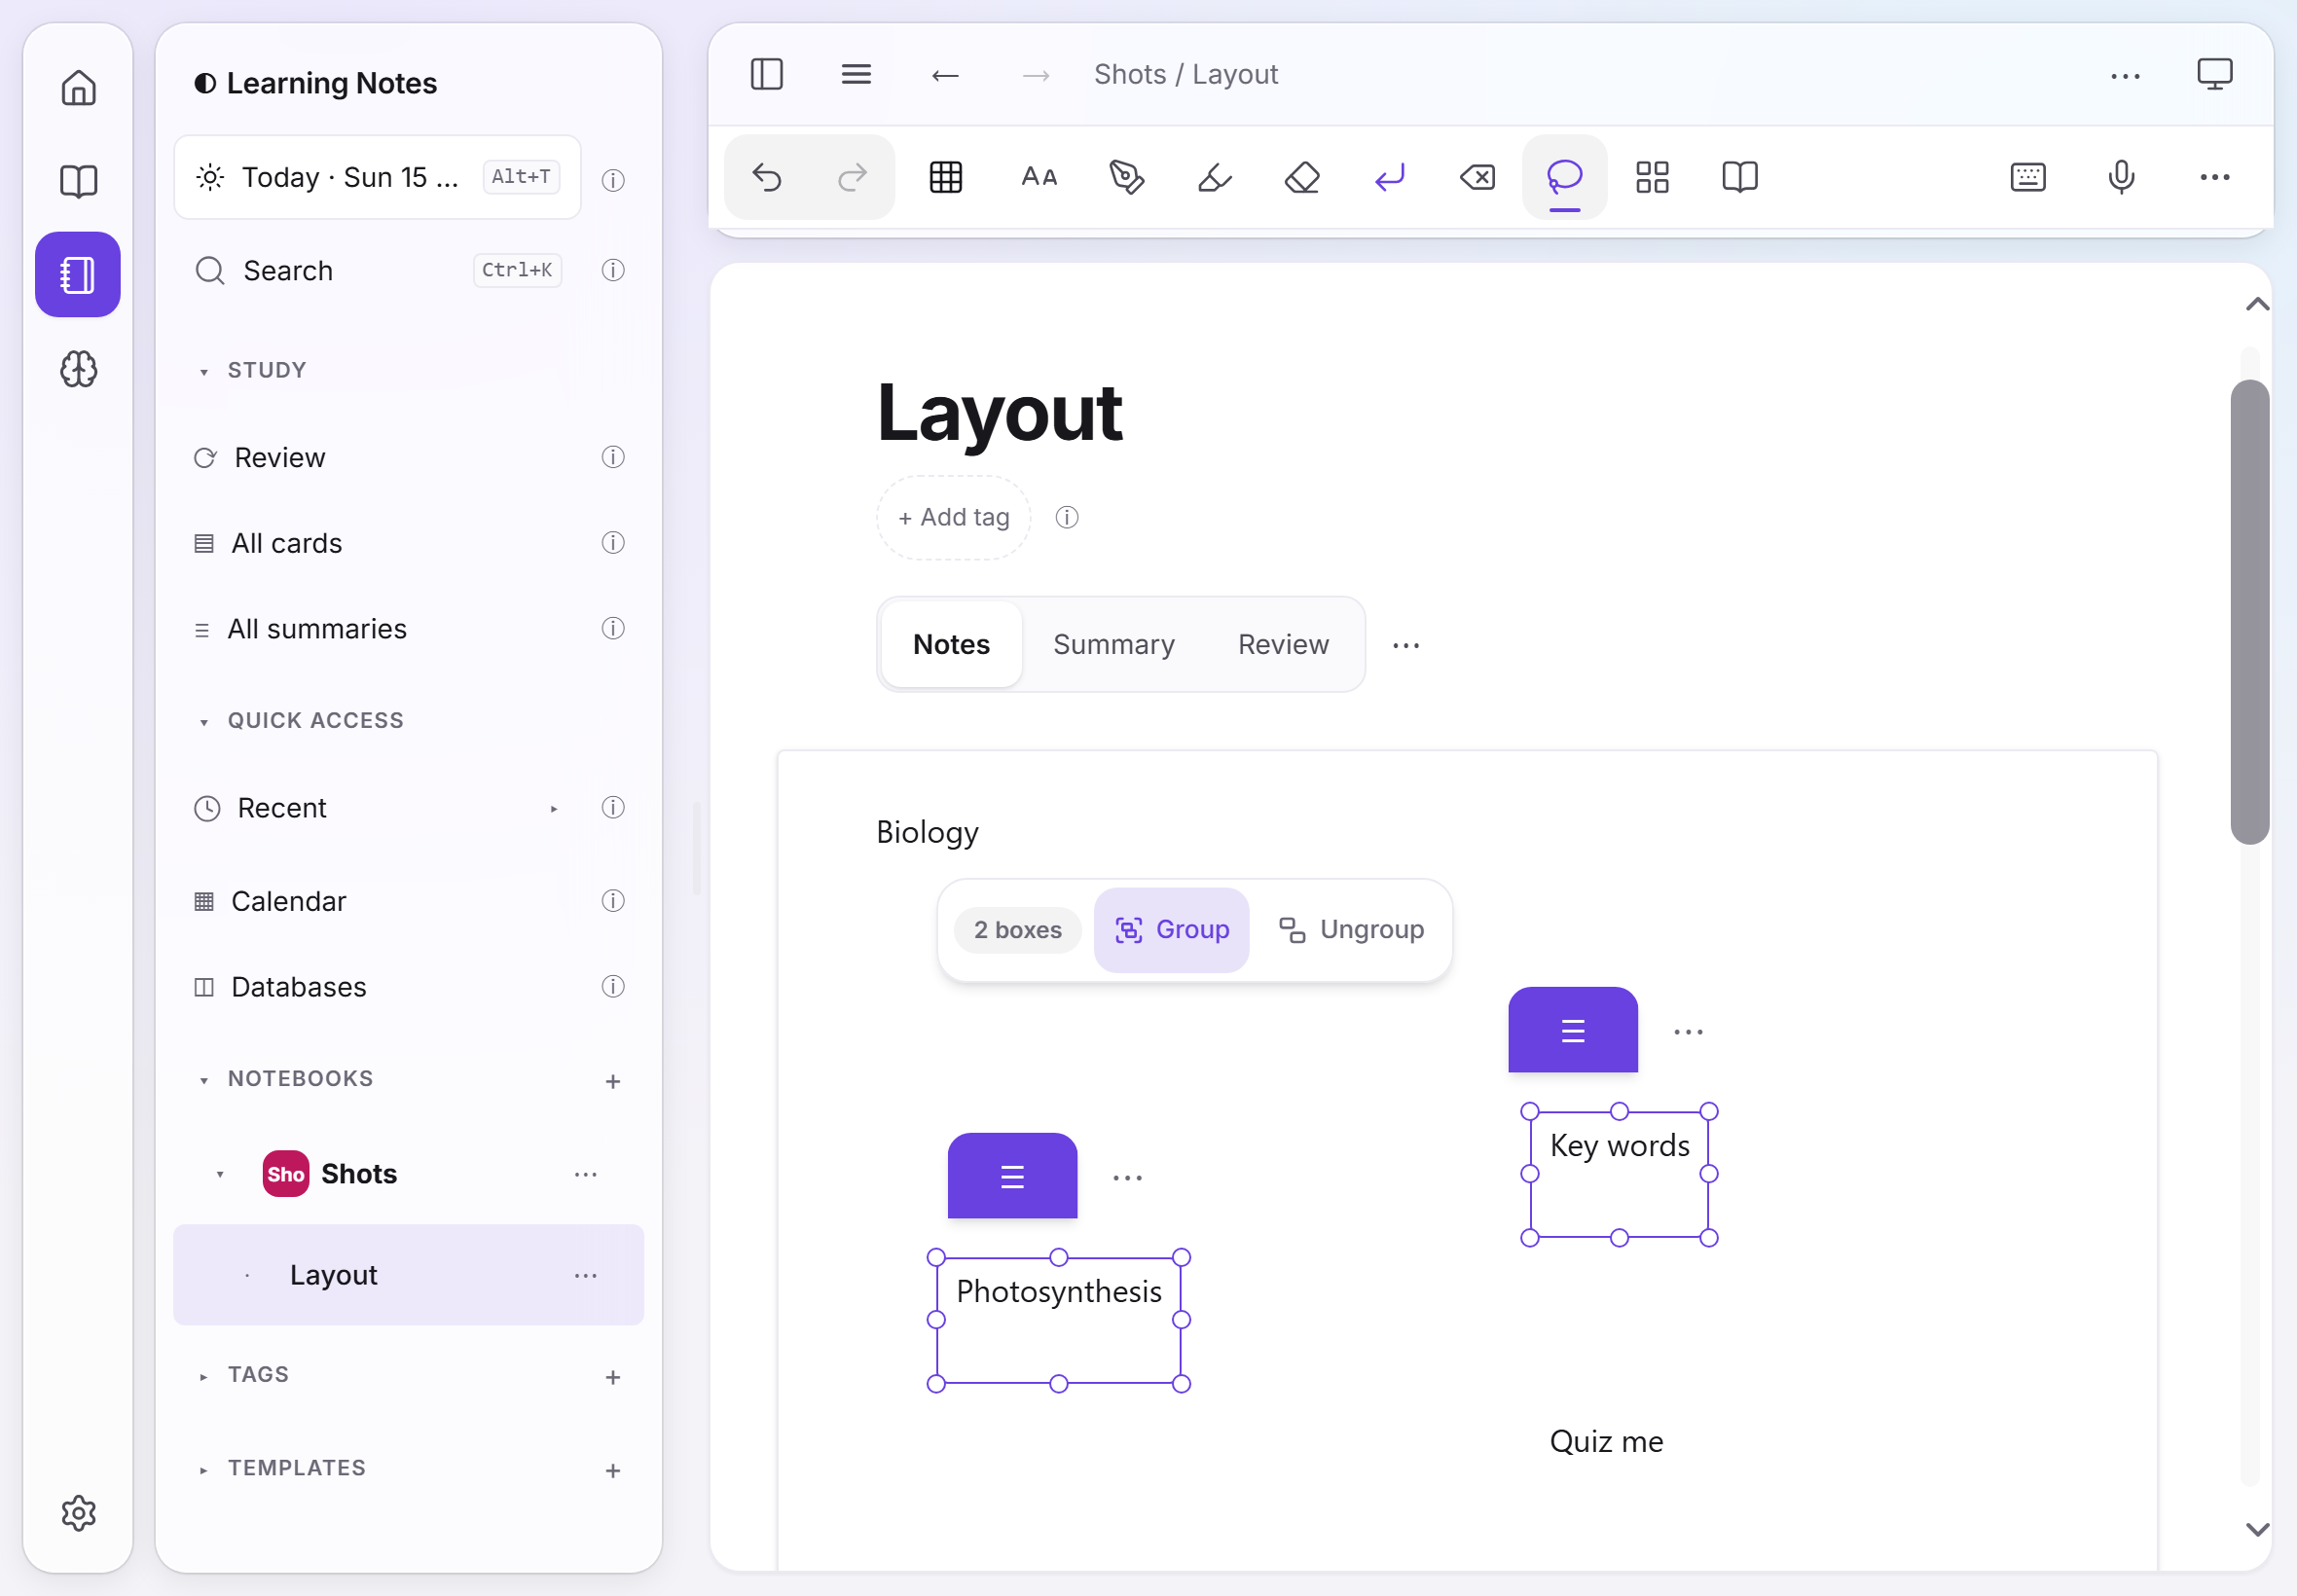 Learning Notes
Today · Sun 15 ... Alt+T
Search Ctrl+K
STUDY
Review
All cards
All summaries
QUICK ACCESS
Recent
Calendar
Databases
NOTEBOOKS
Sho Shots
Layout
TAGS
TEMPLATES
Shots / Layout
AA
Layout
+ Add tag
Notes Summary Review
Biology
2 boxes Group Ungroup
Key words
Photosynthesis
Quiz me